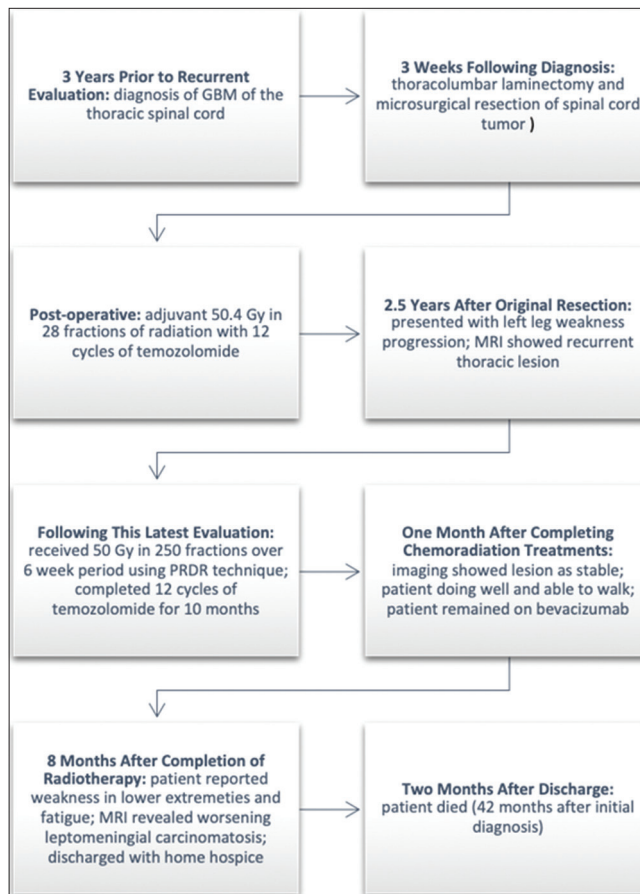 3 Years Prior to Recurrent
Evaluation: diagnosis of GBM of the
thoracic spinal cord
3 Weeks Following Diagnosis:
thoracolumbar laminectomy and
microsurgical resection of spinal cord
tumor )
Post-operative: adjuvant 50.4 Gy in
28 fractions of radiation with 12
cycles of temozolomide
2.5 Years After Original Resection:
presented with left leg weakness
progression; MRI showed recurrent
thoracic lesion
Following This Latest Evaluation:
received 50 Gy in 250 fractions over
6 week period using PRDR technique;
completed 12 cycles of
temozolomide for 10 months
One Month After Completing
Chemoradiation Treatments:
imaging showed lesion as stable;
patient doing well and able to walk;
patient remained on bevacizumab
8 Months After Completion of
Radiotherapy: patient reported
weakness in lower extremeties and
fatigue; MRI revealed worsening
leptomeningial carcinomatosis;
discharged with home hospice
Two Months After Discharge:
patient died (42 months after initial
diagnosis)